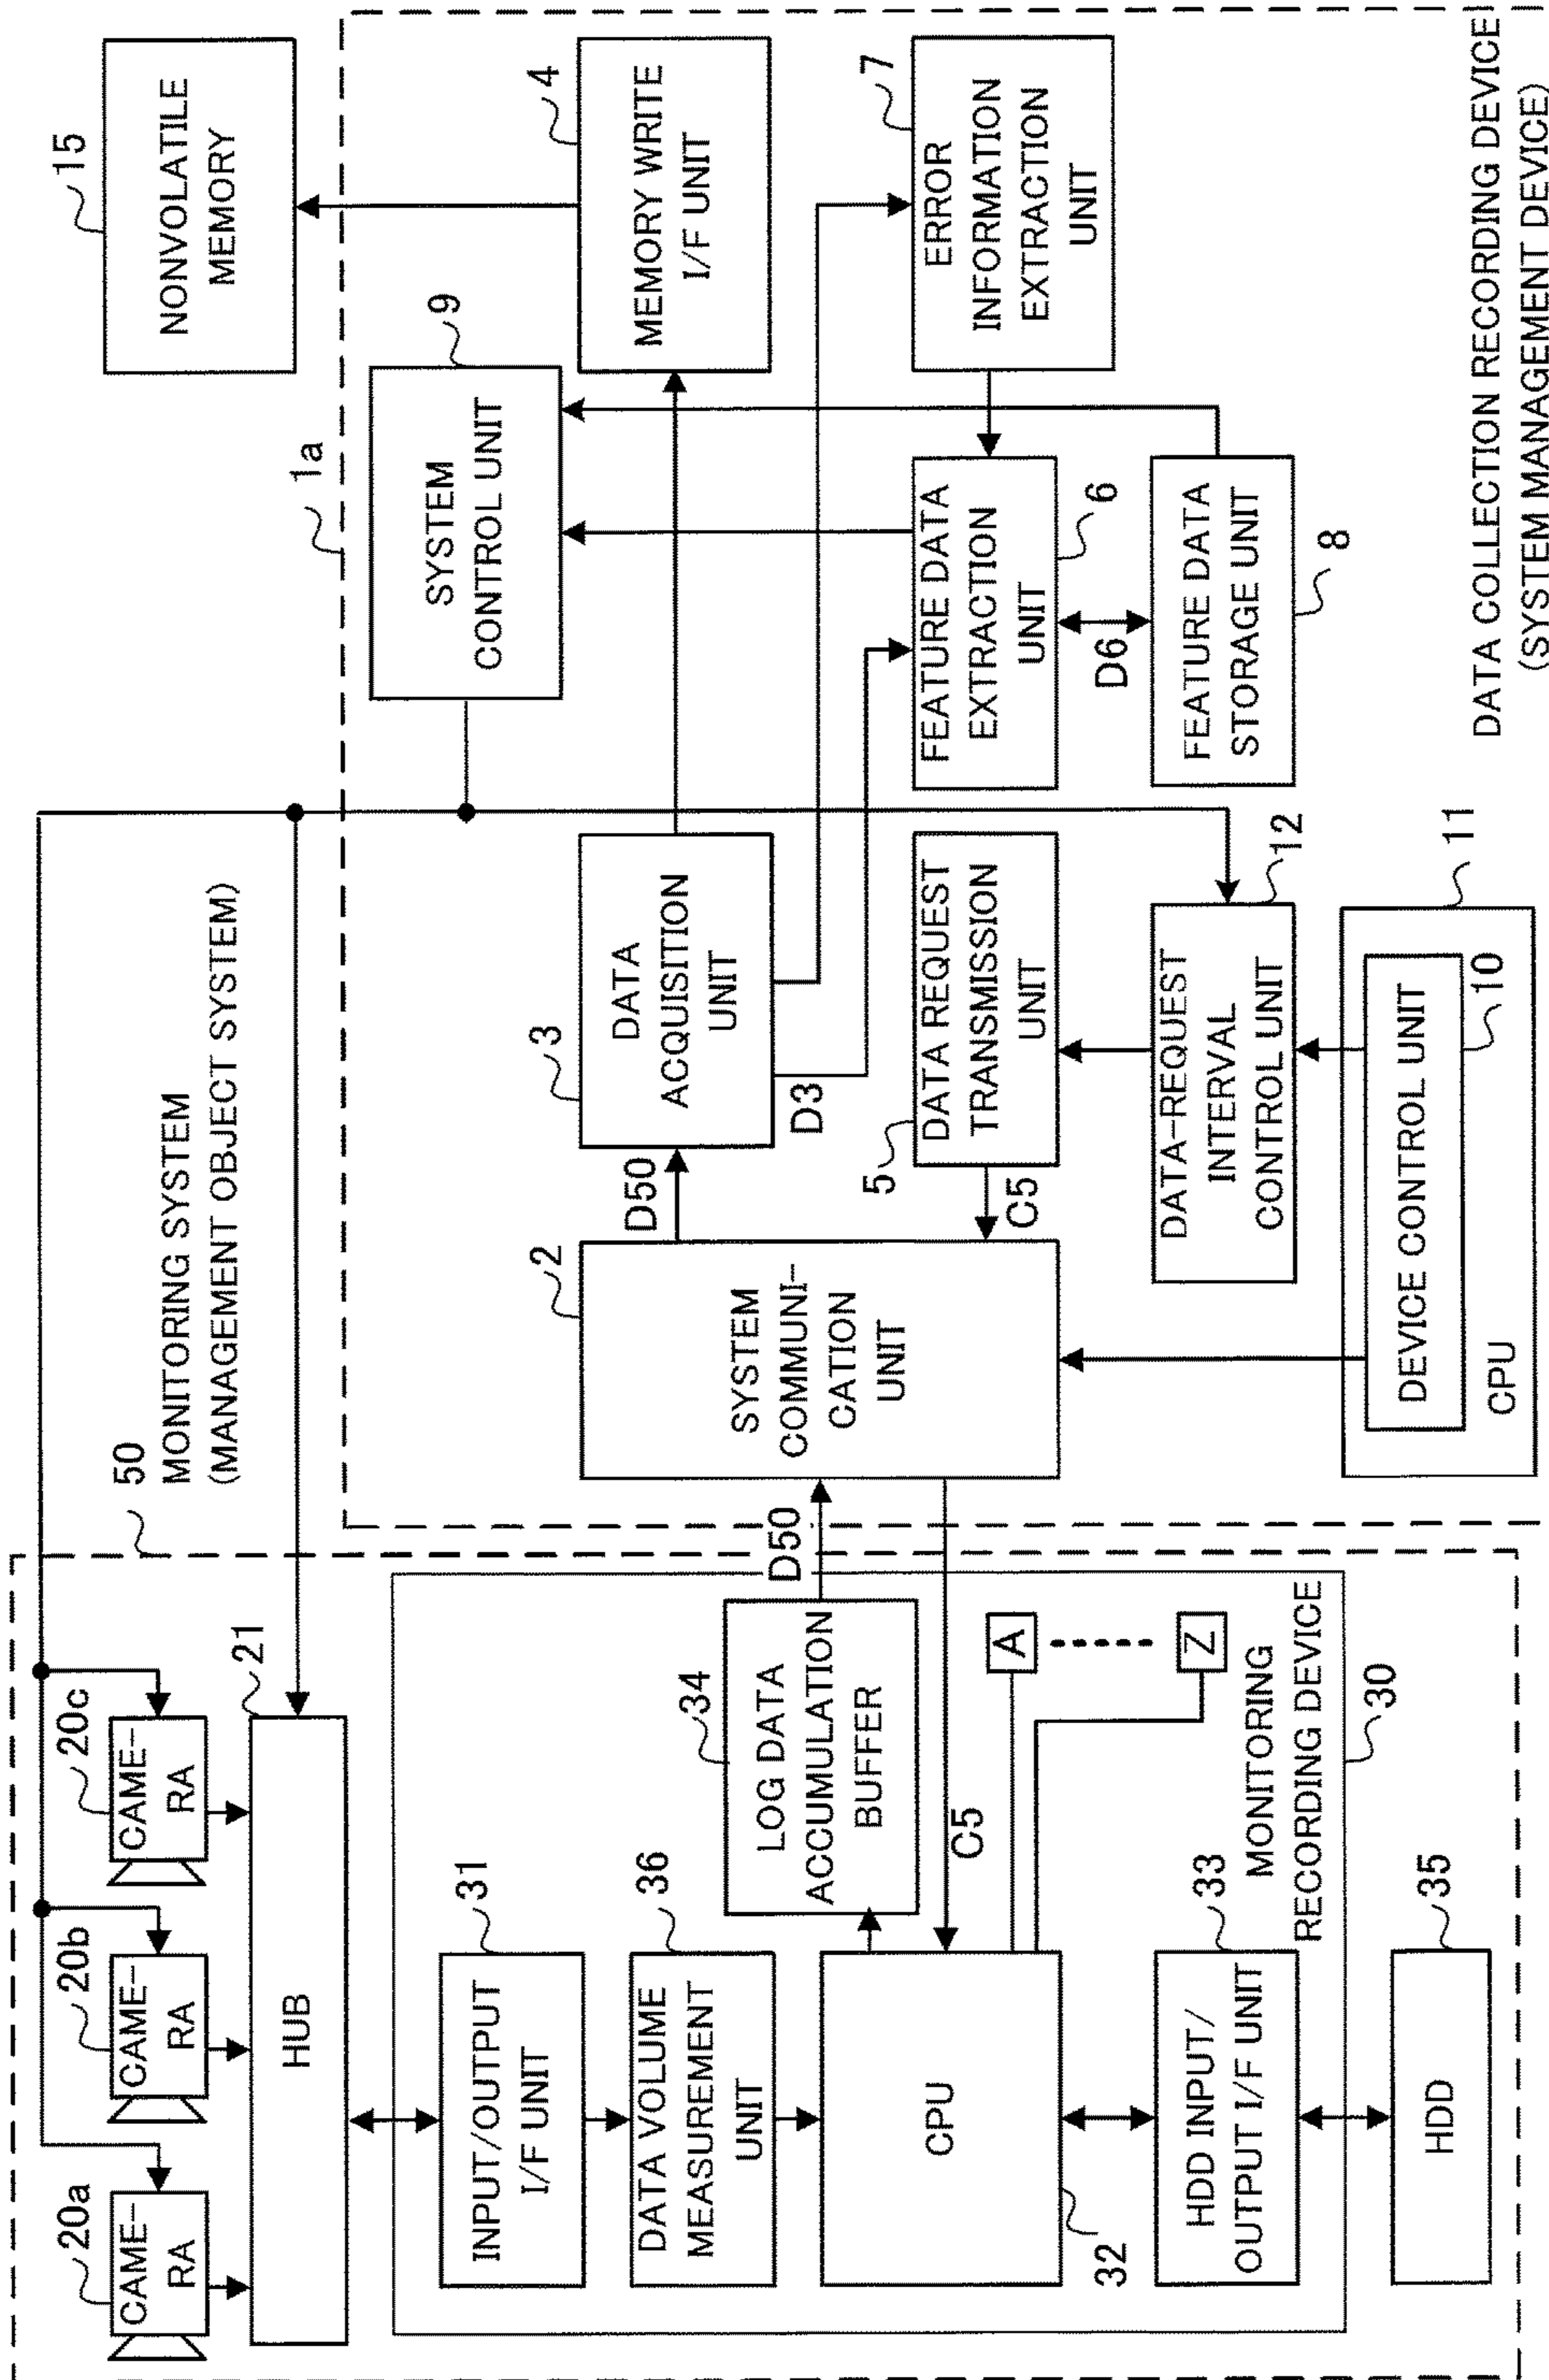 50
MONITORING SYSTEM
(MANAGEMENT OBJECT SYSTEM)
20a
CAME-
RA
20b
CAME-
RA
20c
CAME-
RA
21
HUB
31
INPUT/OUTPUT
I/F UNIT
36
DATA VOLUME
MEASUREMENT
UNIT
34
LOG DATA
ACCUMULATION
BUFFER
D50
CPU
32
C5
A
Z
33
HDD INPUT/
OUTPUT I/F UNIT
MONITORING
RECORDING DEVICE
30
35
HDD
15
NONVOLATILE
MEMORY
1a
9
SYSTEM
CONTROL UNIT
4
MEMORY WRITE
I/F UNIT
2
SYSTEM
COMMUNI-
CATION
UNIT
D50
3
DATA
ACQUISITION
UNIT
D3
5
DATA REQUEST
TRANSMISSION
UNIT
C5
7
ERROR
INFORMATION
EXTRACTION
UNIT
FEATURE DATA
EXTRACTION
UNIT
6
D6
FEATURE DATA
STORAGE UNIT
8
12
DATA-REQUEST
INTERVAL
CONTROL UNIT
11
DEVICE CONTROL UNIT
10
CPU
DATA COLLECTION RECORDING DEVICE
(SYSTEM MANAGEMENT DEVICE)